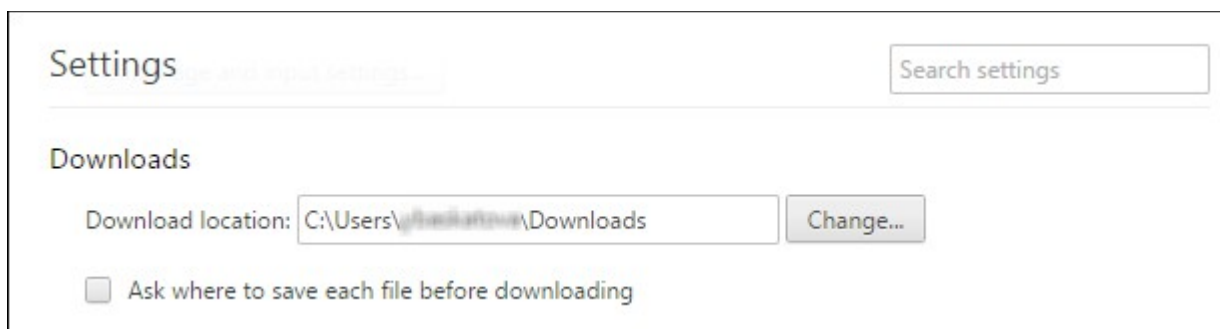 Settings
Search settings
Downloads
Download location: C:\Users\ \Downloads Change...
Ask where to save each file before downloading